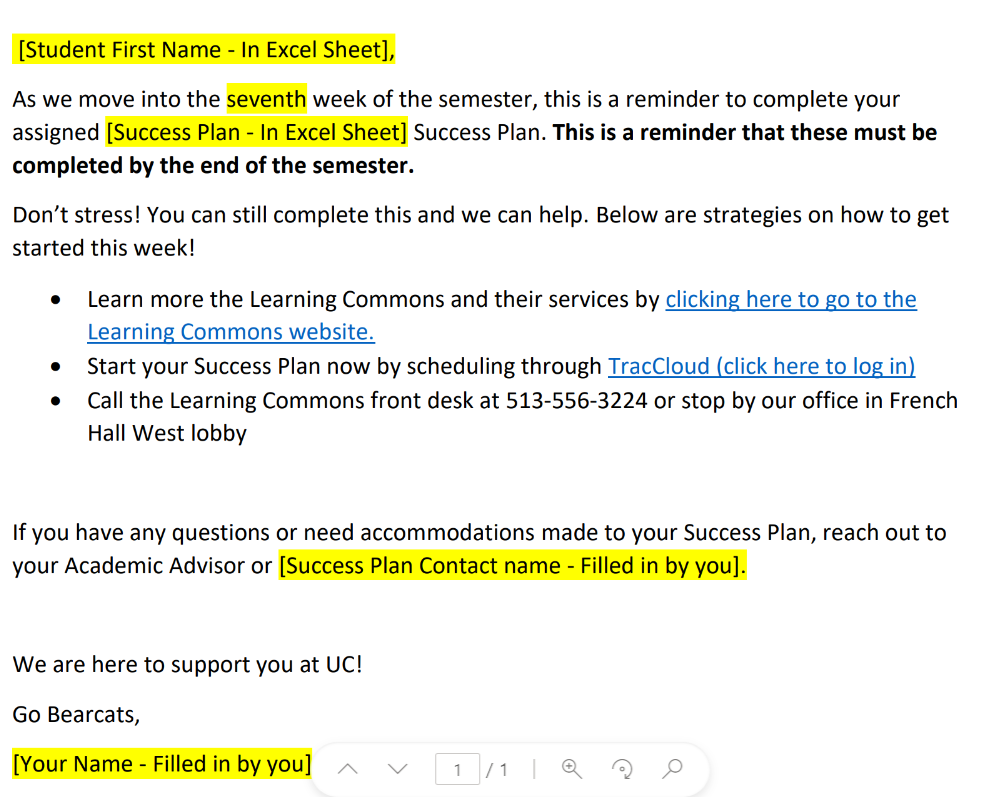 [Student First Name - In Excel Sheet],
As we move into the seventh week of the semester, this is a reminder to complete your
assigned [Success Plan - In Excel Sheet] Success Plan. This is a reminder that these must be
completed by the end of the semester.
Don’t stress! You can still complete this and we can help. Below are strategies on how to get
started this week!
• Learn more the Learning Commons and their services by clicking here to go to the
Learning Commons website.
• Start your Success Plan now by scheduling through TracCloud (click here to log in)
• Call the Learning Commons front desk at 513-556-3224 or stop by our office in French
Hall West lobby
If you have any questions or need accommodations made to your Success Plan, reach out to
your Academic Advisor or [Success Plan Contact name - Filled in by you].
We are here to support you at UC!
Go Bearcats,
[Your Name - Filled in by you]
1 / 1